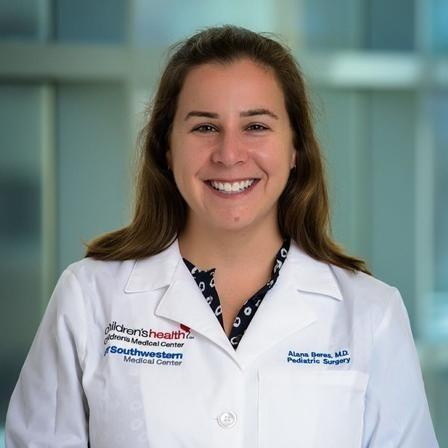 children'shealth
children's Medical Center
Southwestern
Medical Center
Alana Beres, M.D.
Pediatric Surgery